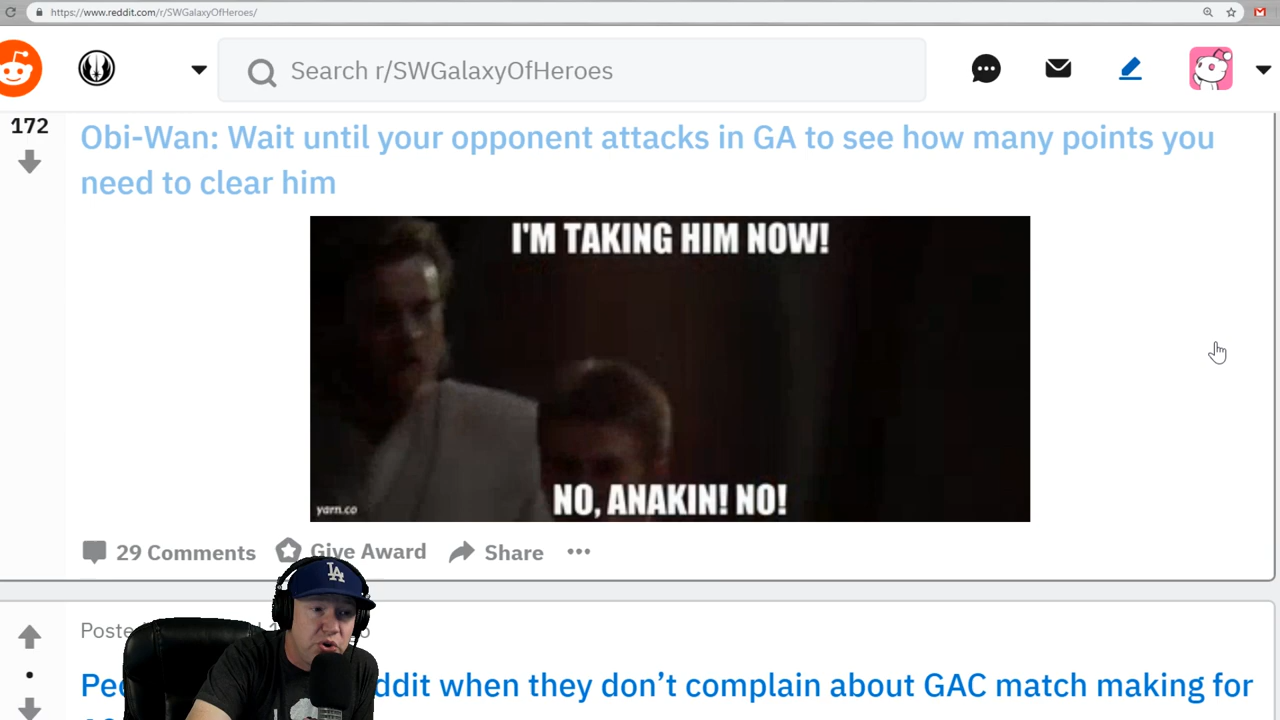 https://www.reddit.com/r/SWGalaxyOfHeroes/
Search r/SWGalaxyOfHeroes
172
Obi-Wan: Wait until your opponent attacks in GA to see how many points you
need to clear him
I'M TAKING HIM NOW!
NO, ANAKIN! NO!
yarn.co
29 Comments Give Award Share
LA
ddit when they don't complain about GAC match making for